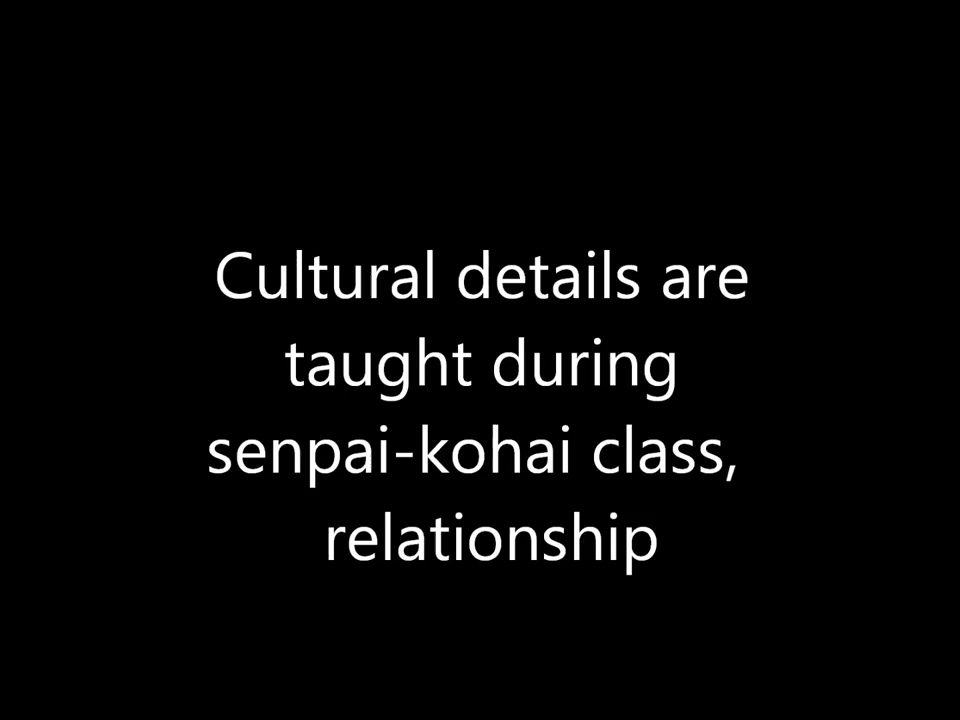 Cultural details are
taught during
senpai-kohai class,
relationship